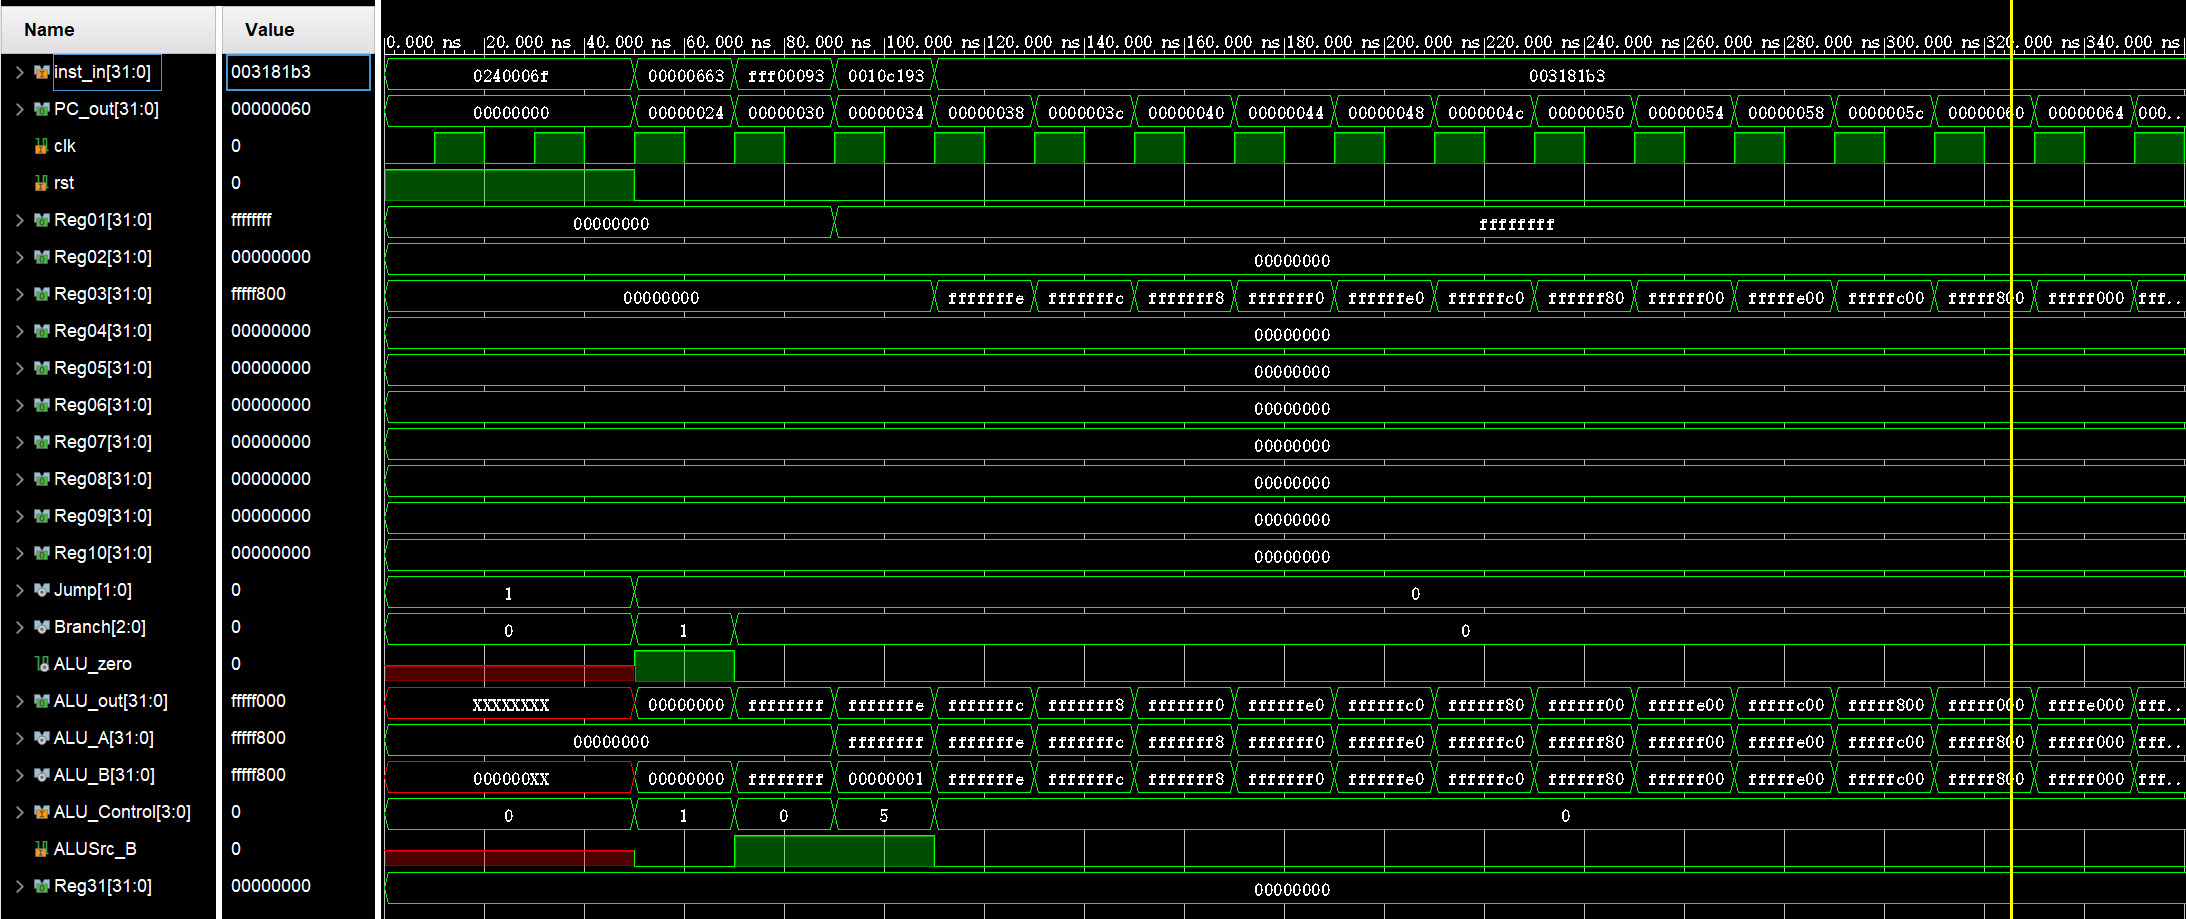 Name Value
0.000 ns 20.000 ns 40.000 ns 60.000 ns 80.000 ns 100.000 ns 120.000 ns 140.000 ns 160.000 ns 180.000 ns 200.000 ns 220.000 ns 240.000 ns 260.000 ns 280.000 ns 300.000 ns 320.000 ns 340.000 ns
inst_in[31:0] 003181b3 0240006f 00000663 fff00093 0010c193 003181b3
PC_out[31:0] 00000060 00000000 00000024 00000030 00000034 00000038 0000003c 00000040 00000044 00000048 0000004c 00000050 00000054 00000058 0000005c 00000060 00000064 000..
clk 0
rst 0
Reg01[31:0] ffffffff 00000000 ffffffff
Reg02[31:0] 00000000 00000000
Reg03[31:0] fffff800 00000000 fffffffe fffffffc fffffff8 fffffff0 ffffffe0 ffffffc0 ffffff80 ffffff00 fffffe00 fffffc00 fffff800 fffff000 fff..
Reg04[31:0] 00000000 00000000
Reg05[31:0] 00000000 00000000
Reg06[31:0] 00000000 00000000
Reg07[31:0] 00000000 00000000
Reg08[31:0] 00000000 00000000
Reg09[31:0] 00000000 00000000
Reg10[31:0] 00000000 00000000
Jump[1:0] 0 1 0
Branch[2:0] 0 0 1 0
ALU_zero 0
ALU_out[31:0] fffff000 XXXXXXXX 00000000 ffffffff fffffffe fffffffc fffffff8 fffffff0 ffffffe0 ffffffc0 ffffff80 ffffff00 fffffe00 fffffc00 fffff800 fffff000 ffffe000 fff..
ALU_A[31:0] fffff800 00000000 ffffffff fffffffe fffffffc fffffff8 fffffff0 ffffffe0 ffffffc0 ffffff80 ffffff00 fffffe00 fffffc00 fffff800 fffff000 fff..
ALU_B[31:0] fffff800 000000XX 00000000 ffffffff 00000001 fffffffe fffffffc fffffff8 fffffff0 ffffffe0 ffffffc0 ffffff80 ffffff00 fffffe00 fffffc00 fffff800 fffff000 fff..
ALU_Control[3:0] 0 0 1 0 5 0
ALUSrc_B 0
Reg31[31:0] 00000000 00000000